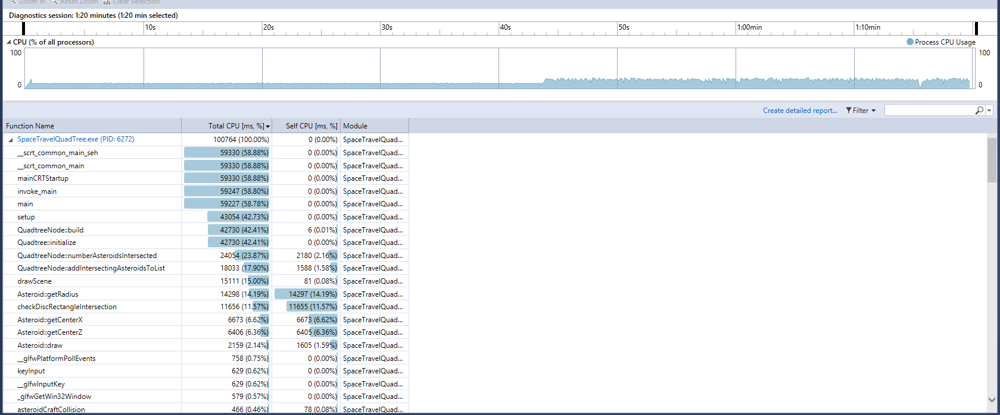 Zoom In Reset Zoom Clear Selection
Diagnostics session: 1:20 minutes (1:20 min selected)
10s 20s 30s 40s 50s 1:00min 1:10min
CPU (% of all processors) Process CPU Usage
100 100
0 0
Create detailed report... Filter
Function Name Total CPU [ms, %] Self CPU [ms, %] Module
SpaceTravelQuadTree.exe (PID: 6272) 100764 (100.00%) 0 (0.00%) SpaceTravelQuad...
__scrt_common_main_seh 59330 (58.88%) 0 (0.00%) SpaceTravelQuad...
__scrt_common_main 59330 (58.88%) 0 (0.00%) SpaceTravelQuad...
mainCRTStartup 59330 (58.88%) 0 (0.00%) SpaceTravelQuad...
invoke_main 59247 (58.80%) 0 (0.00%) SpaceTravelQuad...
main 59227 (58.78%) 0 (0.00%) SpaceTravelQuad...
setup 43054 (42.73%) 0 (0.00%) SpaceTravelQuad...
QuadtreeNode::build 42730 (42.41%) 6 (0.01%) SpaceTravelQuad...
Quadtree::initialize 42730 (42.41%) 0 (0.00%) SpaceTravelQuad...
QuadtreeNode::numberAsteroidsIntersected 24054 (23.87%) 2180 (2.16%) SpaceTravelQuad...
QuadtreeNode::addIntersectingAsteroidsToList 18033 (17.90%) 1588 (1.58%) SpaceTravelQuad...
drawScene 15111 (15.00%) 81 (0.08%) SpaceTravelQuad...
Asteroid::getRadius 14298 (14.19%) 14297 (14.19%) SpaceTravelQuad...
checkDiscRectangleIntersection 11656 (11.57%) 11655 (11.57%) SpaceTravelQuad...
Asteroid::getCenterX 6673 (6.62%) 6673 (6.62%) SpaceTravelQuad...
Asteroid::getCenterZ 6406 (6.36%) 6405 (6.36%) SpaceTravelQuad...
Asteroid::draw 2159 (2.14%) 1605 (1.59%) SpaceTravelQuad...
__glfwPlatformPollEvents 758 (0.75%) 0 (0.00%) SpaceTravelQuad...
keyInput 629 (0.62%) 0 (0.00%) SpaceTravelQuad...
__glfwInputKey 629 (0.62%) 0 (0.00%) SpaceTravelQuad...
_glfwGetWin32Window 579 (0.57%) 0 (0.00%) SpaceTravelQuad...
asteroidCraftCollision 466 (0.46%) 78 (0.08%) SpaceTravelQuad...